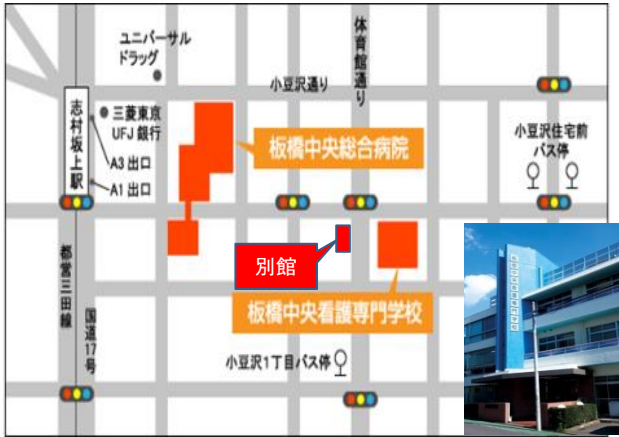 ユニバーサル
ドラッグ
体育館通り
小豆沢通り
志村坂上駅
三菱東京
UFJ 銀行
A3 出口
A1 出口
板橋中央総合病院
小豆沢住宅前
バス停
別館
板橋中央看護専門学校
都営三田線
国道17号
小豆沢1丁目バス停